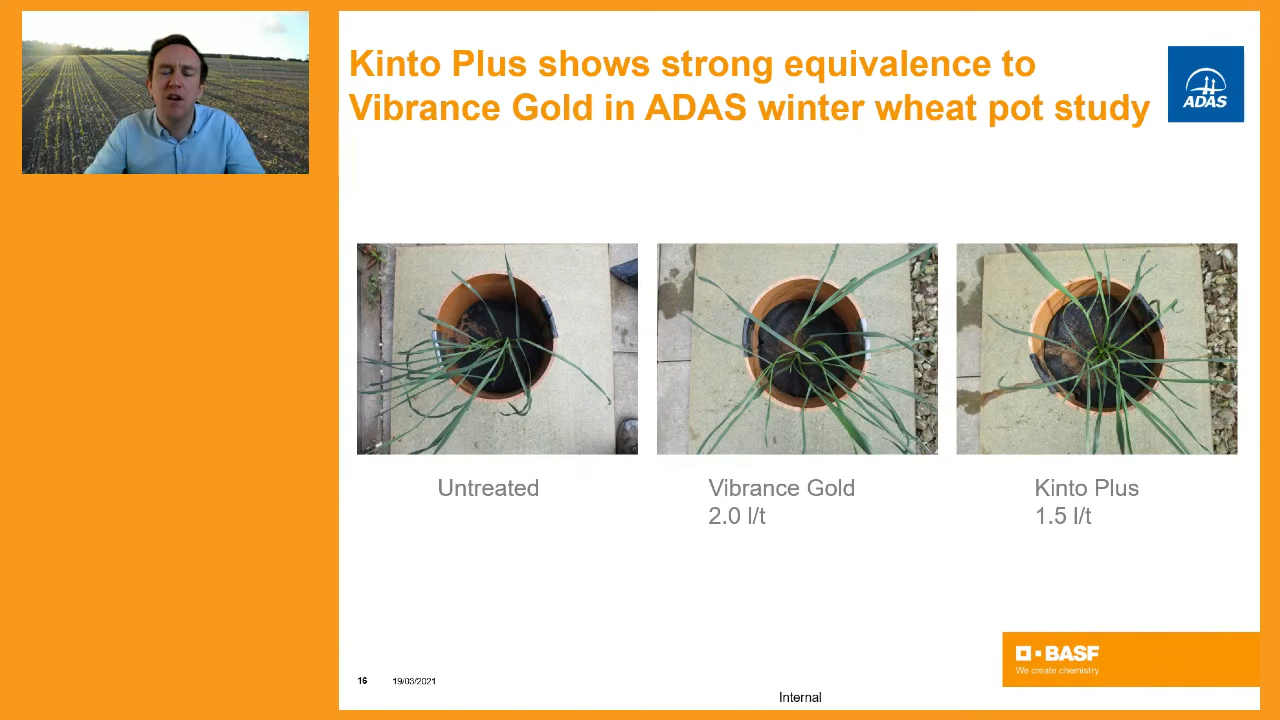 Kinto Plus shows strong equivalence to
Vibrance Gold in ADAS winter wheat pot study
ADAS
Untreated
Vibrance Gold
2.0 l/t
Kinto Plus
1.5 l/t
BASF
We create chemistry
16 19/03/2021
Internal